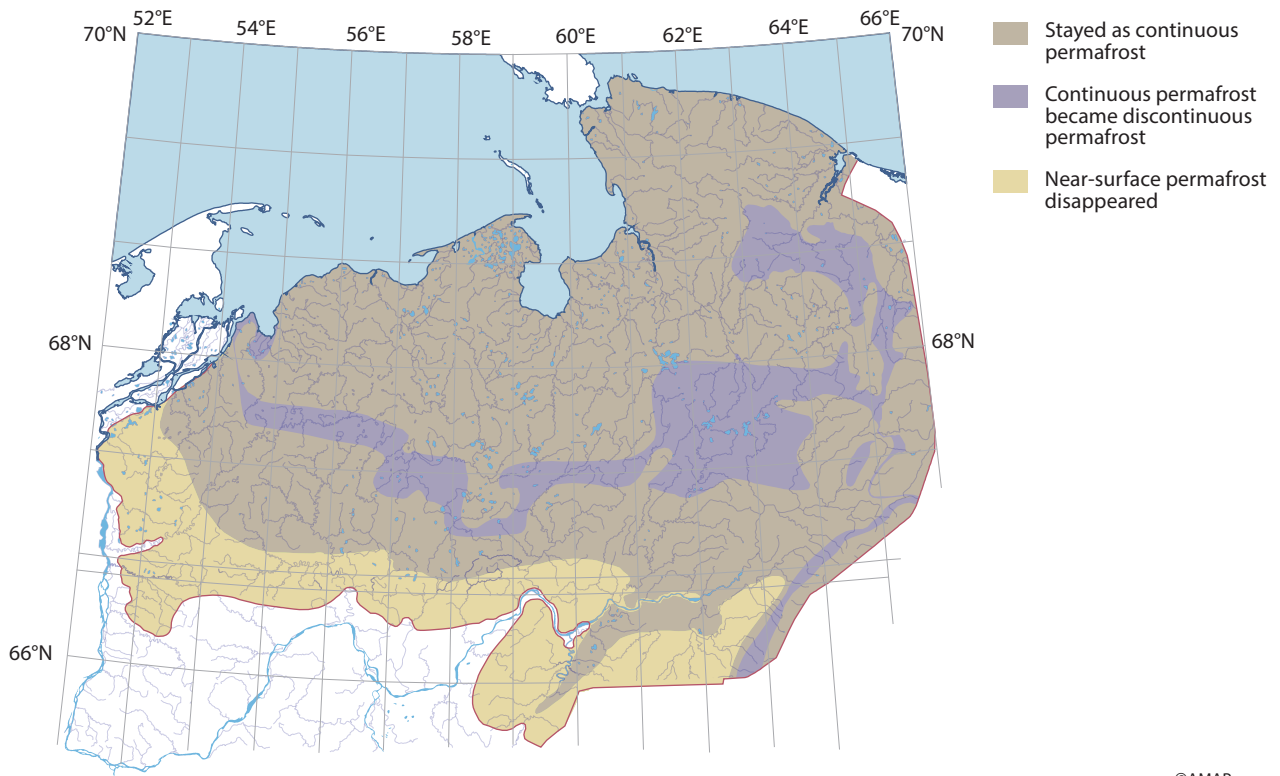 52°E
54°E
56°E
58°E
60°E
62°E
64°E
66°E
70°N
70°N
68°N
68°N
66°N
Stayed as continuous
permafrost
Continuous permafrost
became discontinuous
permafrost
Near-surface permafrost
disappeared
©AMAP